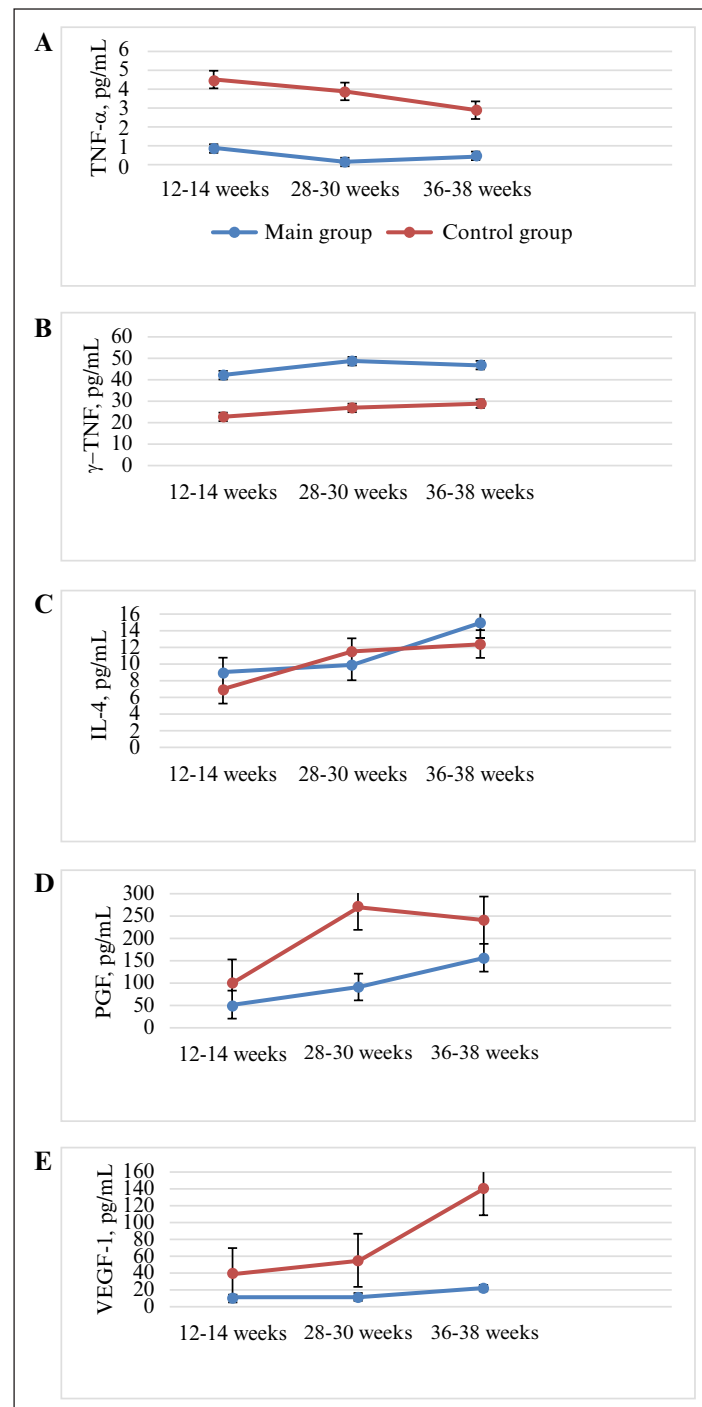 A
TNF-α, pg/mL
6
5
4
3
2
1
0
12-14 weeks 28-30 weeks 36-38 weeks
Main group Control group
B
γ–TNF, pg/mL
60
50
40
30
20
10
0
12-14 weeks 28-30 weeks 36-38 weeks
C
IL-4, pg/mL
16
14
12
10
8
6
4
2
0
12-14 weeks 28-30 weeks 36-38 weeks
D
PGF, pg/mL
300
250
200
150
100
50
0
12-14 weeks 28-30 weeks 36-38 weeks
E
VEGF-1, pg/mL
160
140
120
100
80
60
40
20
0
12-14 weeks 28-30 weeks 36-38 weeks